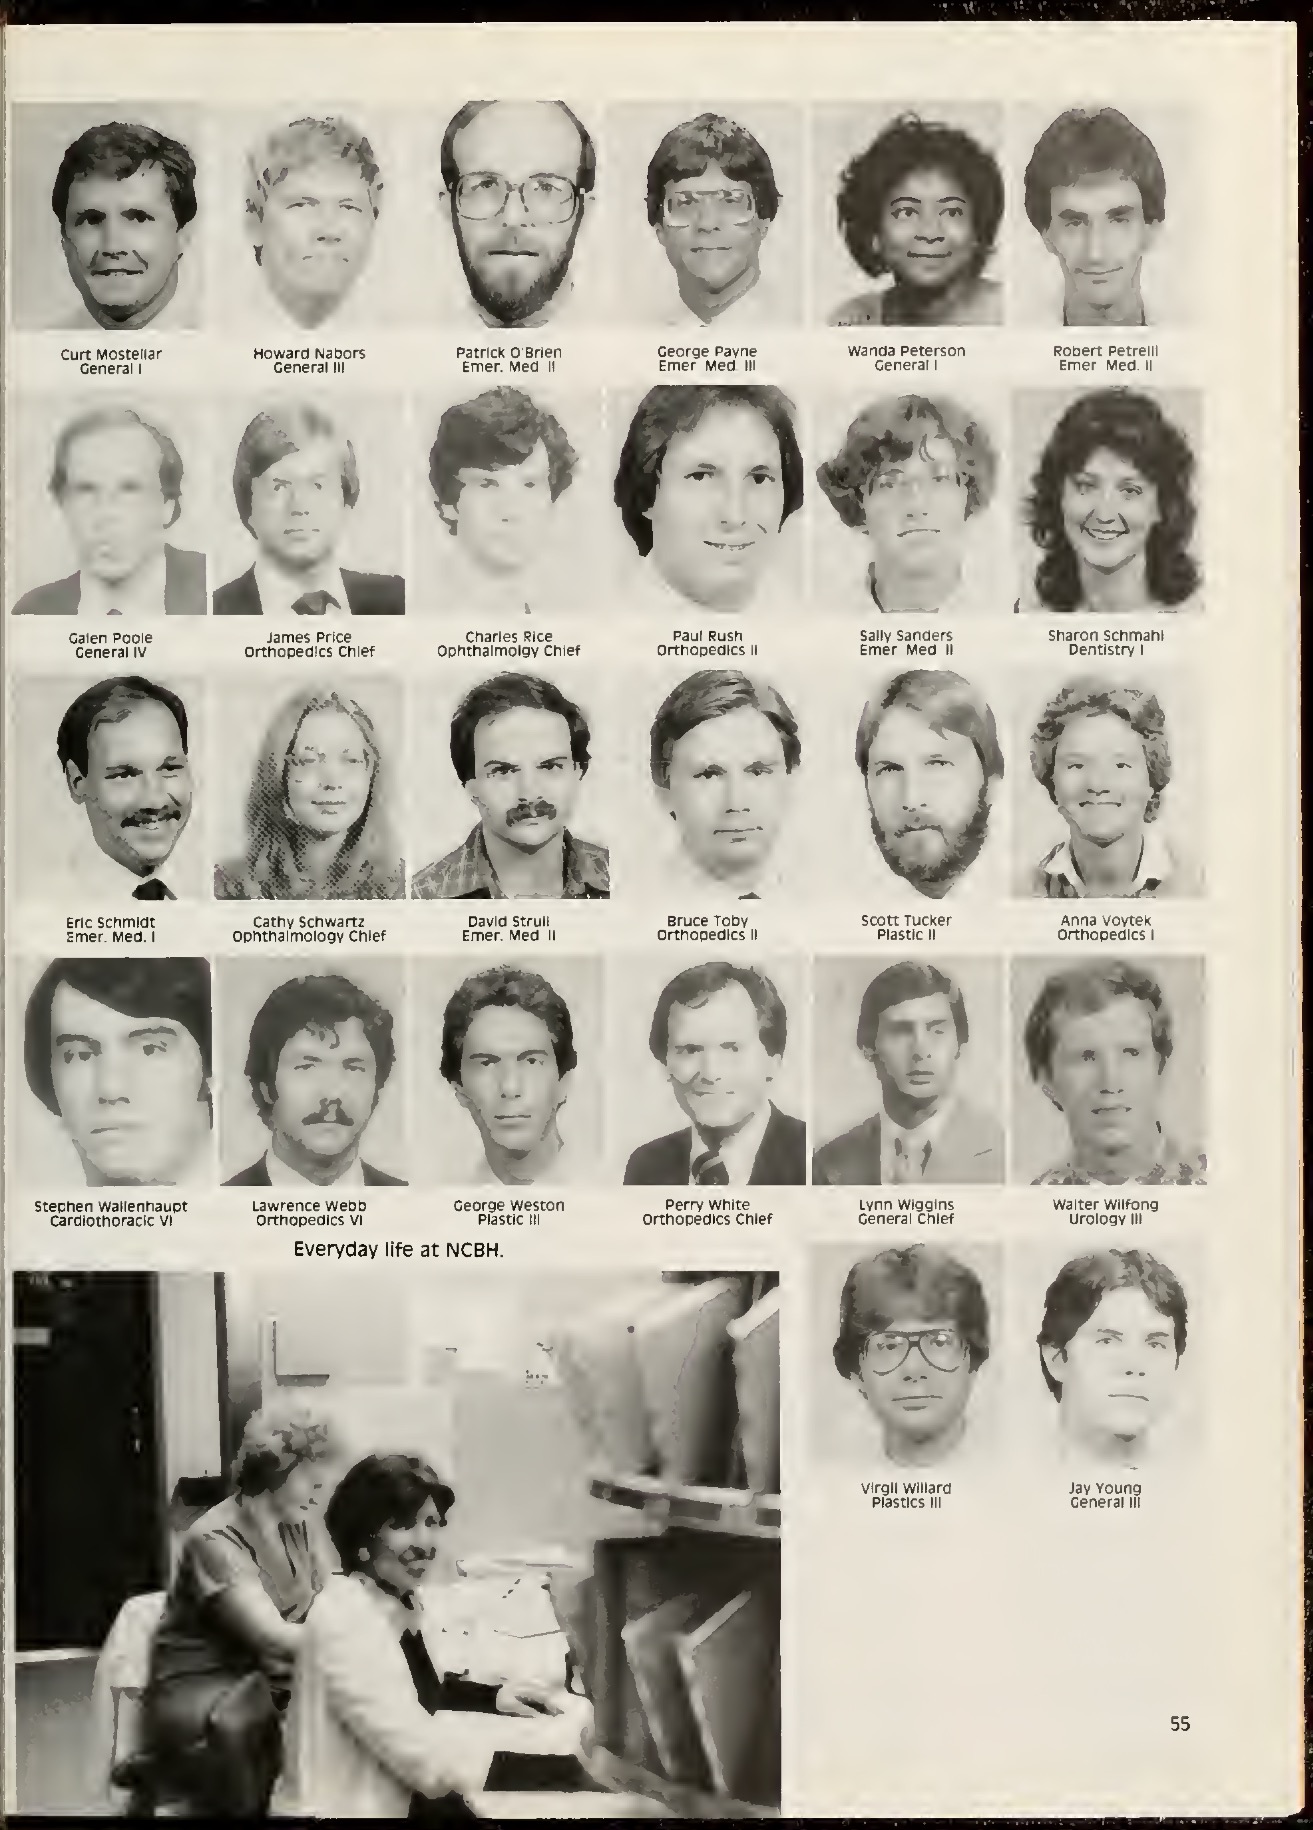 Curt Mostellar
General I
Howard Nabors
General III
Patrick O'Brien
Emer. Med II
George Payne
Emer Med. III
Wanda Peterson
General I
Robert Petrelli
Emer Med. II
Galen Poole
General IV
James Price
Orthopedics Chief
Charles Rice
Ophthalmolgy Chief
Paul Rush
Orthopedics II
Sally Sanders
Emer Med II
Sharon Schmahl
Dentistry I
Eric Schmidt
Emer. Med. I
Cathy Schwartz
Ophthalmology Chief
David Strull
Emer. Med II
Bruce Toby
Orthopedics II
Scott Tucker
Plastic II
Anna Voytek
Orthopedics I
Stephen Wallenhaupt
Cardiothoracic VI
Lawrence Webb
Orthopedics VI
George Weston
Plastic III
Perry White
Orthopedics Chief
Lynn Wiggins
General Chief
Walter Wilfong
Urology III
Everyday life at NCBH.
Virgil Willard
Plastics III
Jay Young
General III
55